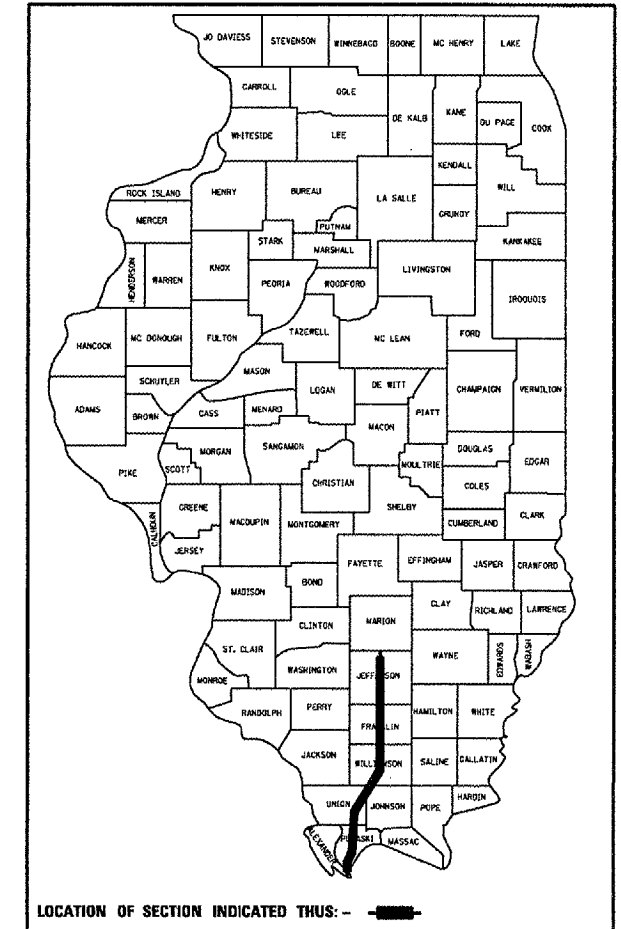 JO DAVIESS STEVENSON WINNEBAGO BOONE MC HENRY LAKE
CARROLL OGLE DE KALB KANE DU PAGE COOK
WHITESIDE LEE KENDALL WILL
ROCK ISLAND HENRY BUREAU LA SALLE GRUNDY
MERCER PUTNAM KANKAKEE
STARK MARSHALL
HENDERSON WARREN KNOX PEORIA WOODFORD LIVINGSTON IROQUOIS
HANCOCK MC DONOUGH FULTON TAZEWELL MC LEAN FORD
MASON
SCHUYLER LOGAN DE WITT CHAMPAIGN VERMILION
ADAMS BROWN CASS MENARD MACON PIATT
PIKE SCOTT MORGAN SANGAMON MOULTRIE DOUGLAS EDGAR
CHRISTIAN COLES
CALHOUN GREENE MACOUPIN MONTGOMERY SHELBY CUMBERLAND CLARK
JERSEY
MADISON BOND FAYETTE EFFINGHAM JASPER CRAWFORD
CLINTON MARION CLAY RICHLAND LAWRENCE
ST. CLAIR WASHINGTON JEFFERSON WAYNE EDWARDS WABASH
MONROE
RANDOLPH PERRY FRANKLIN HAMILTON WHITE
JACKSON WILLIAMSON SALINE GALLATIN
UNION JOHNSON POPE HARDIN
ALEXANDER PULASKI MASSAC
LOCATION OF SECTION INDICATED THUS: -